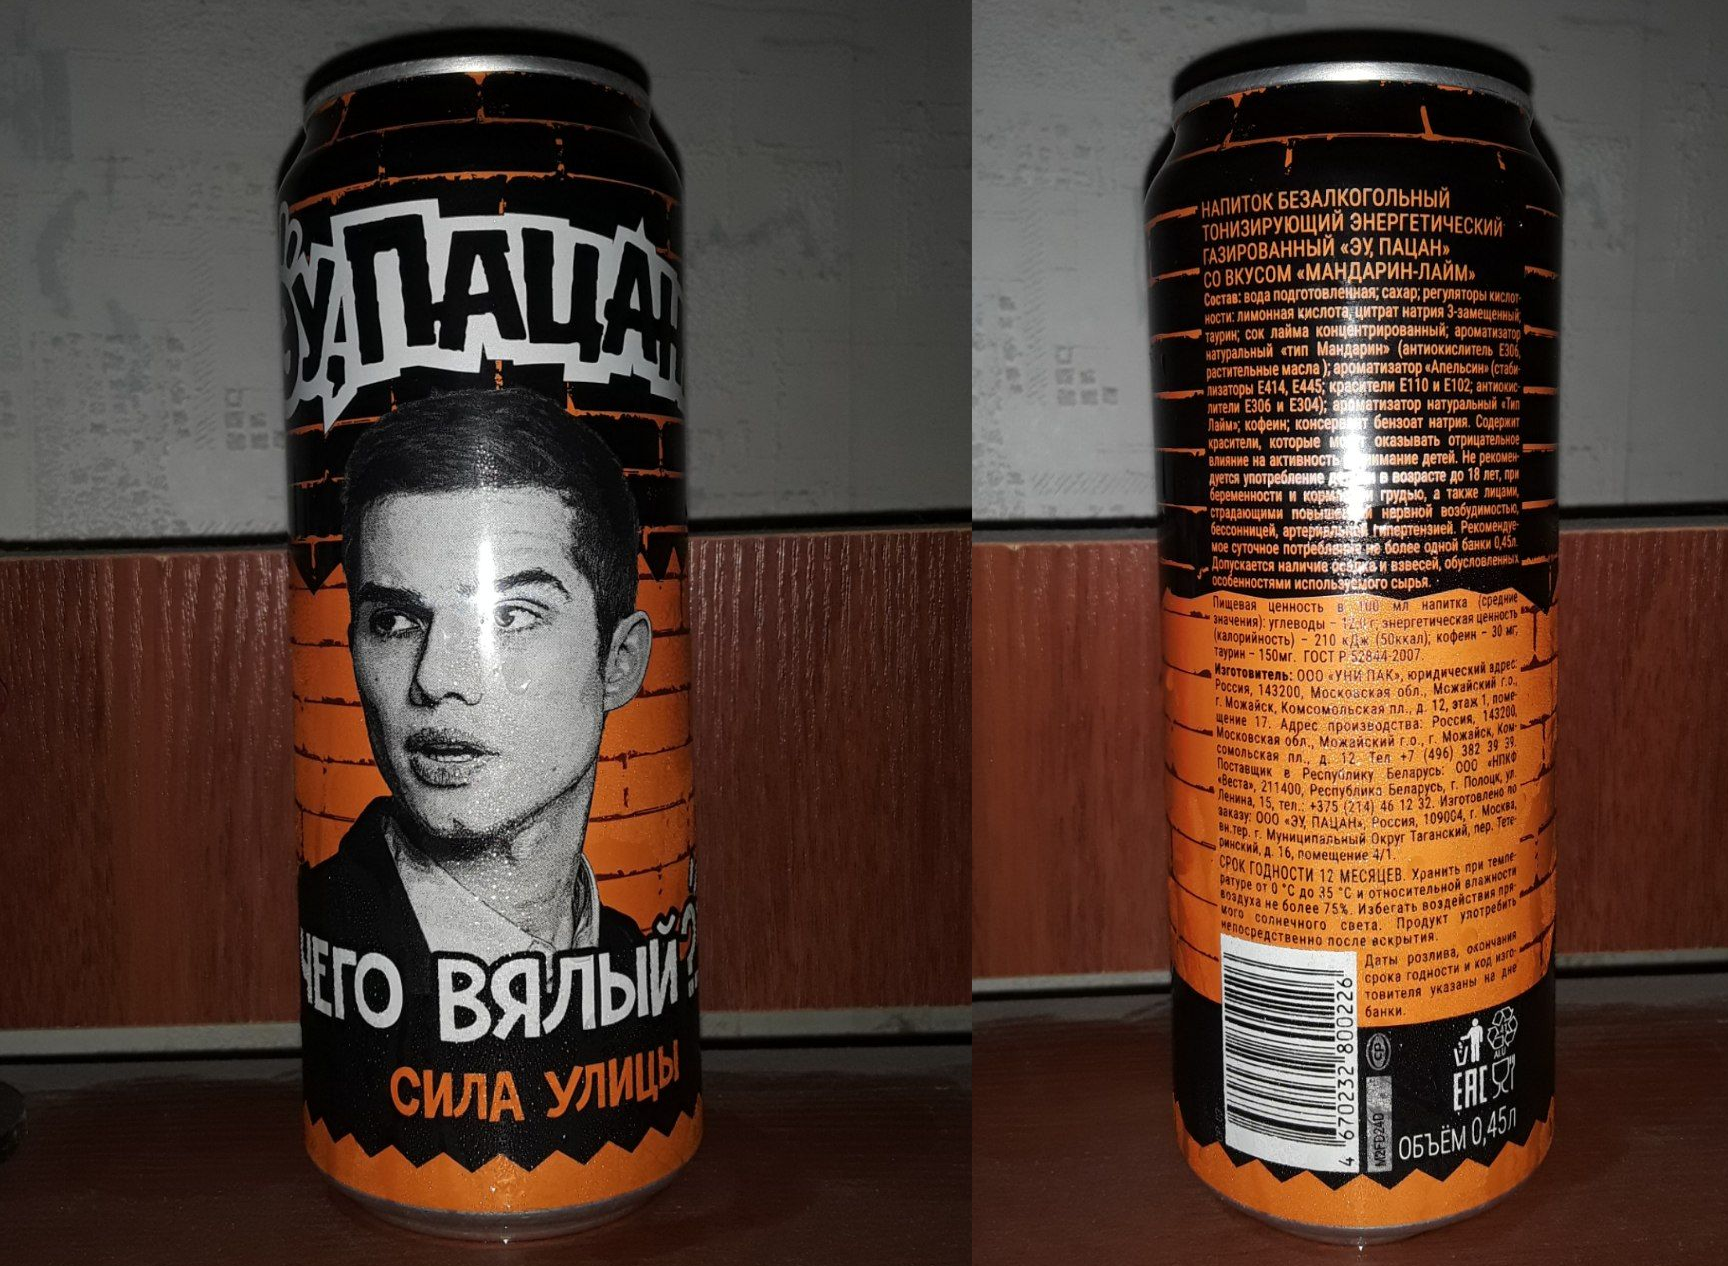 ЭУ, ПАЦАН
ЧЕГО ВЯЛЫЙ?!
СИЛА УЛИЦЫ
НАПИТОК БЕЗАЛКОГОЛЬНЫЙ
ТОНИЗИРУЮЩИЙ ЭНЕРГЕТИЧЕСКИЙ
ГАЗИРОВАННЫЙ «ЭУ, ПАЦАН»
СО ВКУСОМ «МАНДАРИН-ЛАЙМ»
Состав: вода подготовленная; сахар; регуляторы кислот-
ности: лимонная кислота, цитрат натрия 3-замещенный;
таурин; сок лайма концентрированный; ароматизатор
натуральный «тип Мандарин» (антиокислитель Е306,
растительные масла ); ароматизатор «Апельсин» (стаби-
лизаторы Е414, Е445; красители Е110 и Е102; антиокис-
лители Е306 и Е304); ароматизатор натуральный «Тип
Лайм»; кофеин; консервант бензоат натрия. Содержит
красители, которые могут оказывать отрицательное
влияние на активность и внимание детей. Не рекомен-
дуется употребление детьми в возрасте до 18 лет, при
беременности и кормлении грудью, а также лицами,
страдающими повышенной нервной возбудимостью,
бессонницей, артериальной гипертензией. Рекомендуе-
мое суточное потребление не более одной банки 0,45л.
Допускается наличие осадка и взвесей, обусловленных
особенностями используемого сырья.
Пищевая ценность в 100 мл напитка (средние
значения): углеводы – 12,0 г; энергетическая ценность
(калорийность) – 210 кДж (50ккал); кофеин – 30 мг;
таурин – 150мг. ГОСТ Р 52844-2007.
Изготовитель: ООО «УНИ ПАК», юридический адрес:
Россия, 143200, Московская обл., Можайский г.о.,
г. Можайск, Комсомольская пл., д. 12, этаж 1, поме-
щение 17. Адрес производства: Россия, 143200,
Московская обл., Можайский г.о., г. Можайск, Ком-
сомольская пл., д. 12. Тел +7 (496) 382 39 39.
Поставщик в Республику Беларусь: ООО «НПКФ
«Веста», 211400, Республика Беларусь, г. Полоцк, ул.
Ленина, 15, тел.: +375 (214) 46 12 32. Изготовлено по
заказу: ООО «ЭУ, ПАЦАН», Россия, 109004, г. Москва,
вн.тер. г. Муниципальный Округ Таганский, пер. Тете-
ринский, д. 16, помещение 4/1.
СРОК ГОДНОСТИ 12 МЕСЯЦЕВ. Хранить при темпе-
ратуре от 0 °С до 35 °С и относительной влажности
воздуха не более 75%. Избегать воздействия пря-
мого солнечного света. Продукт употребить
непосредственно после вскрытия.
Даты розлива, окончания
срока годности и код изго-
товителя указаны на дне
банки.
4 670232 800226
M2FD24D
41
ALU
EAC
ОБЪЁМ 0,45л